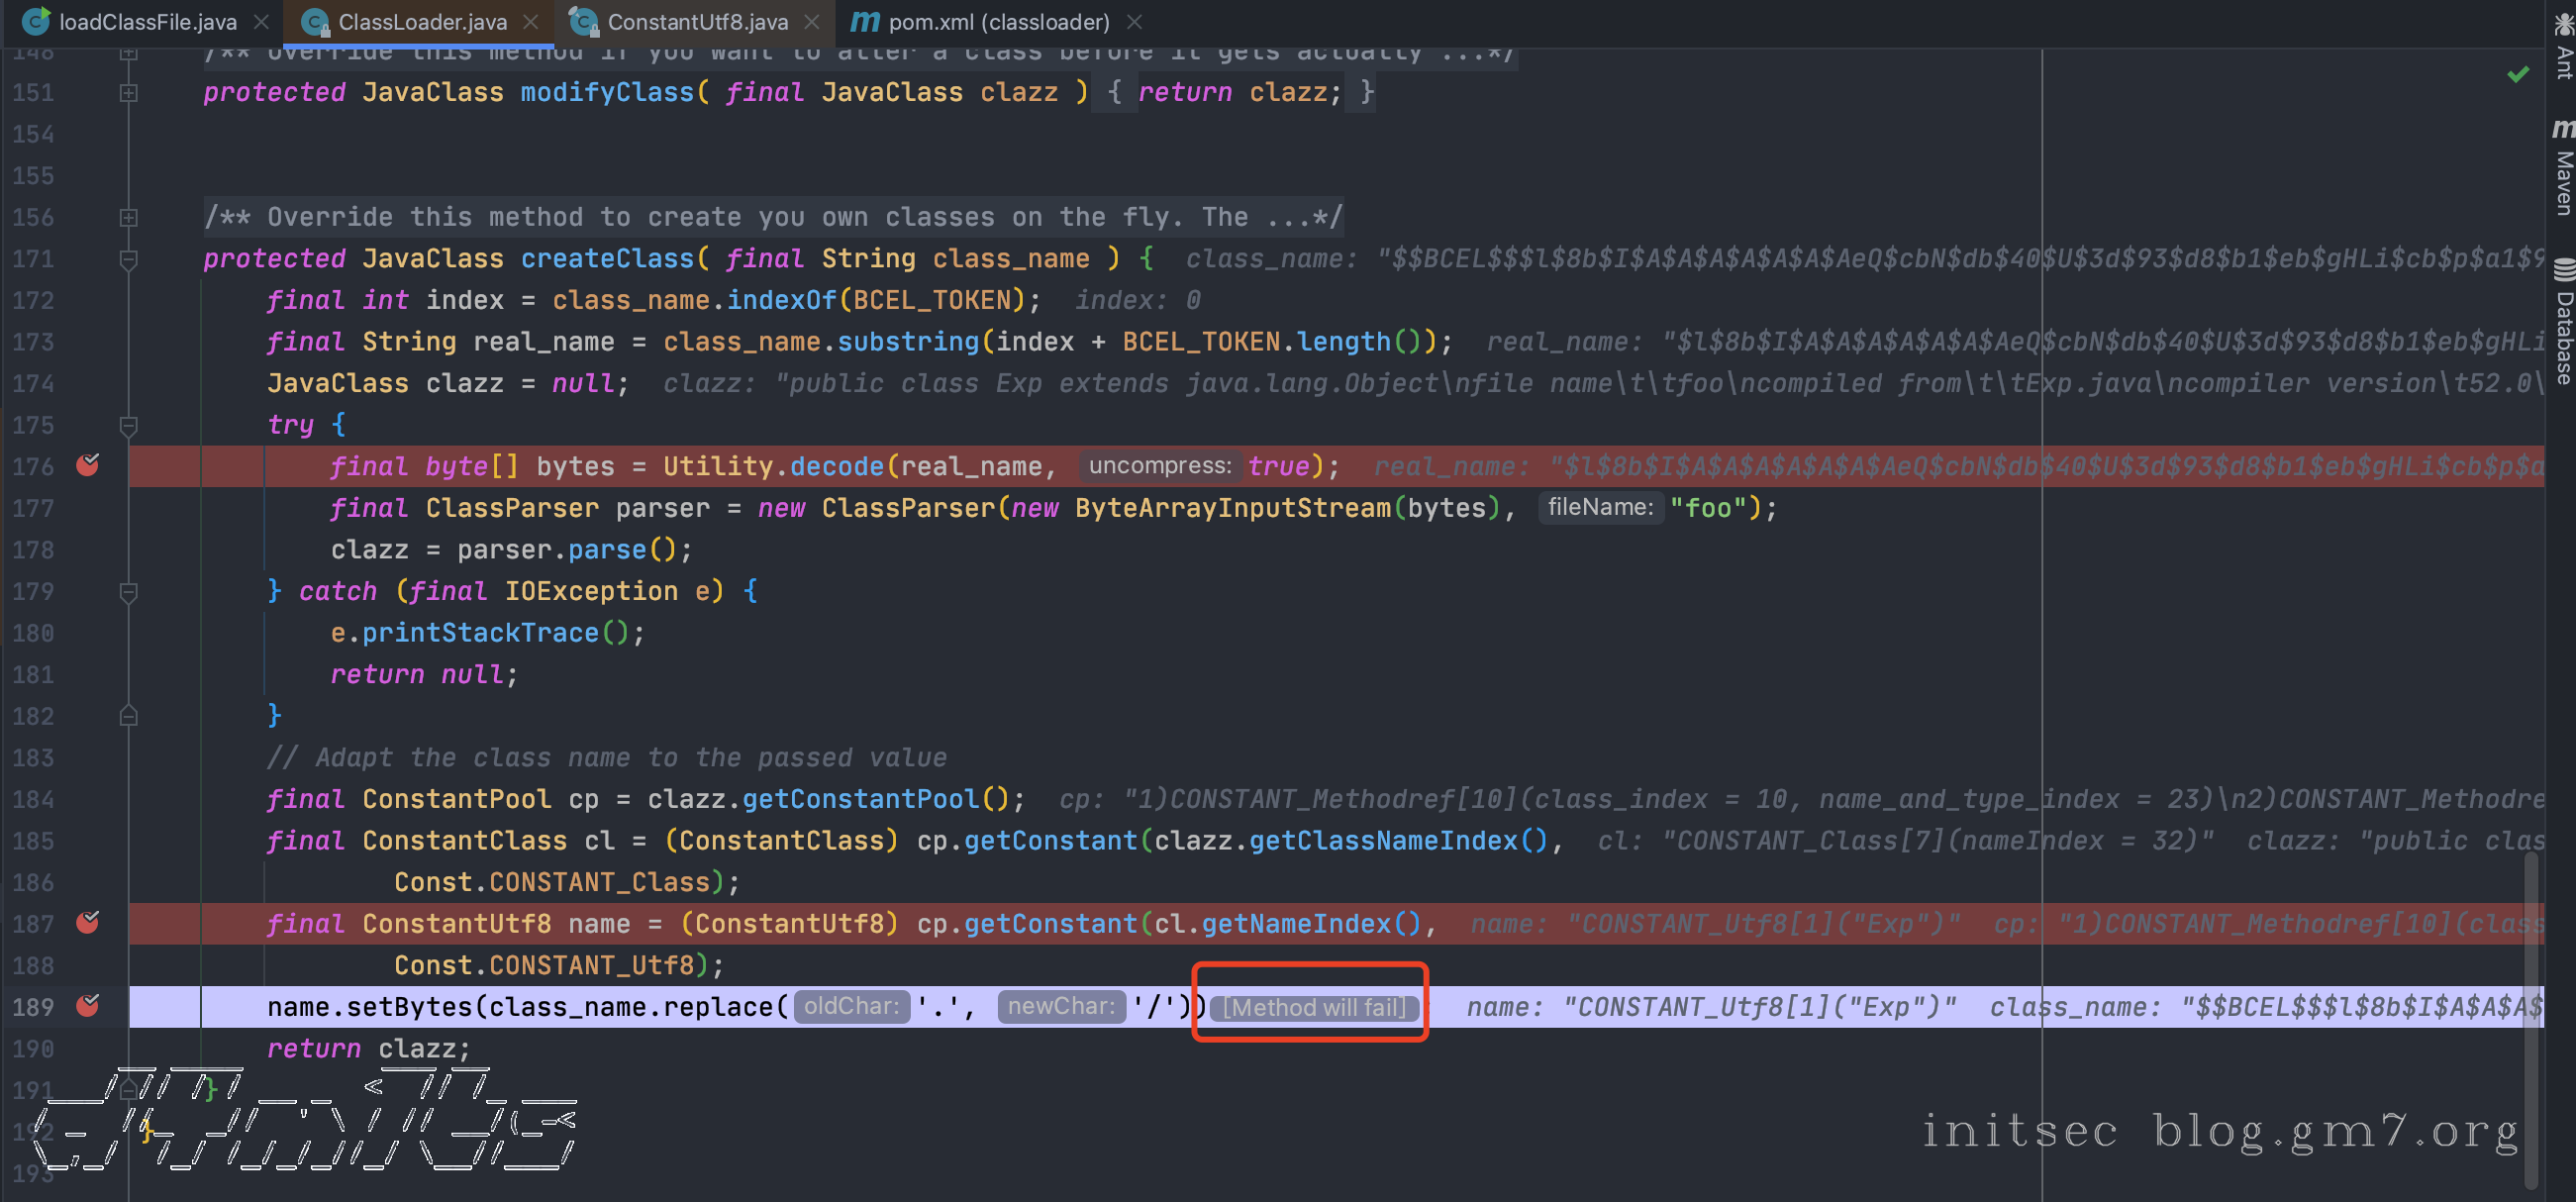 loadClassFile.java ClassLoader.java ConstantUtf8.java pom.xml (classloader)
148 /** Override this method if you want to alter a class before it gets actually ...*/
151 protected JavaClass modifyClass( final JavaClass clazz ) { return clazz; }
154
155
156 /** Override this method to create you own classes on the fly. The ...*/
171 protected JavaClass createClass( final String class_name ) { class_name: "$$BCEL$$$l$8b$I$A$A$A$A$A$A$AeQ$cbN$db$40$U$3d$93$d8$b1$eb$gHLi$cb$p$a1$9
172 final int index = class_name.indexOf(BCEL_TOKEN); index: 0
173 final String real_name = class_name.substring(index + BCEL_TOKEN.length()); real_name: "$l$8b$I$A$A$A$A$A$A$AeQ$cbN$db$40$U$3d$93$d8$b1$eb$gHLi
174 JavaClass clazz = null; clazz: "public class Exp extends java.lang.Object\nfile name\t\tfoo\ncompiled from\t\tExp.java\ncompiler version\t52.0\
175 try {
176 final byte[] bytes = Utility.decode(real_name, uncompress: true); real_name: "$l$8b$I$A$A$A$A$A$A$AeQ$cbN$db$40$U$3d$93$d8$b1$eb$gHLi$cb$p$a
177 final ClassParser parser = new ClassParser(new ByteArrayInputStream(bytes), fileName: "foo");
178 clazz = parser.parse();
179 } catch (final IOException e) {
180 e.printStackTrace();
181 return null;
182 }
183 // Adapt the class name to the passed value
184 final ConstantPool cp = clazz.getConstantPool(); cp: "1)CONSTANT_Methodref[10](class_index = 10, name_and_type_index = 23)\n2)CONSTANT_Methodre
185 final ConstantClass cl = (ConstantClass) cp.getConstant(clazz.getClassNameIndex(), cl: "CONSTANT_Class[7](nameIndex = 32)" clazz: "public clas
186 Const.CONSTANT_Class);
187 final ConstantUtf8 name = (ConstantUtf8) cp.getConstant(cl.getNameIndex(), name: "CONSTANT_Utf8[1]("Exp")" cp: "1)CONSTANT_Methodref[10](class
188 Const.CONSTANT_Utf8);
189 name.setBytes(class_name.replace( oldChar: '.', newChar: '/')) [Method will fail] name: "CONSTANT_Utf8[1]("Exp")" class_name: "$$BCEL$$$l$8b$I$A$A$A$
190 return clazz;
191 }
192 }
193
initsec blog.gm7.org
Ant
Maven
Database